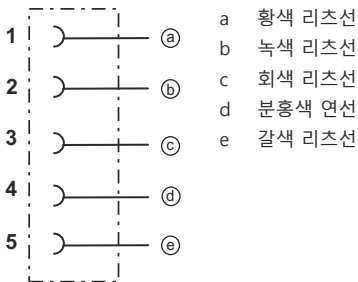 1 ⓐ
2 ⓑ
3 ⓒ
4 ⓓ
5 ⓔ
a 황색 리츠선
b 녹색 리츠선
c 회색 리츠선
d 분홍색 연선
e 갈색 리츠선